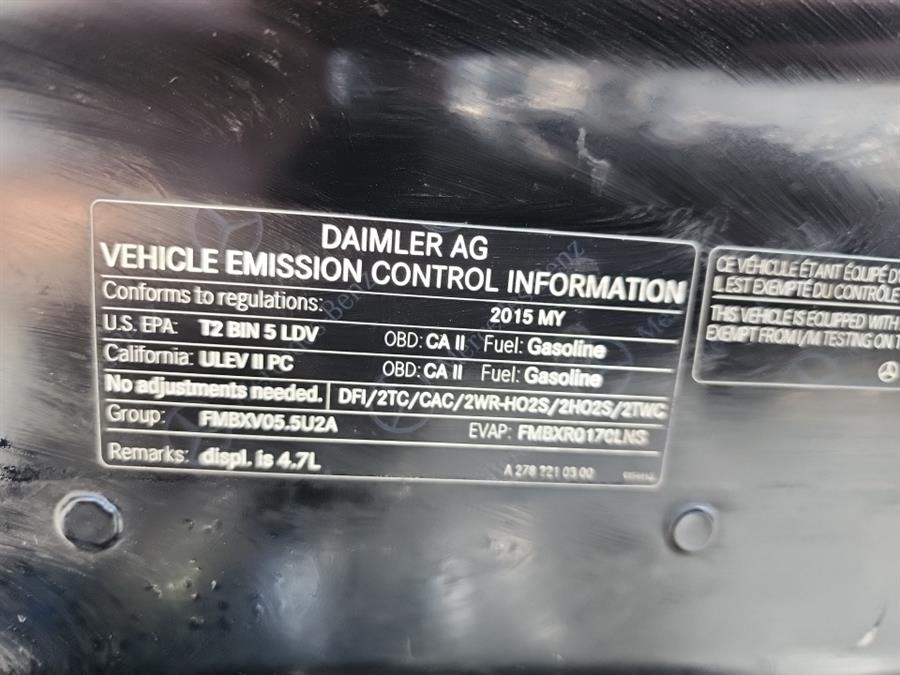 DAIMLER AG
VEHICLE EMISSION CONTROL INFORMATION
Conforms to regulations: 2015 MY
U.S. EPA: T2 BIN 5 LDV OBD: CA II Fuel: Gasoline
California: ULEV II PC OBD: CA II Fuel: Gasoline
No adjustments needed. DFI/2TC/CAC/2WR-HO2S/2HO2S/2TWC
Group: FMBXV05.5U2A EVAP: FMBXR0170LNS
Remarks: displ. is 4.7L A 278 221 03 00
CE VÉHICULE ÉTANT ÉQUIPÉ
IL EST EXEMPTÉ DU CONTRÔLE
THIS VEHICLE IS EQUIPPED WITH
EXEMPT FROM I/M TESTING ON